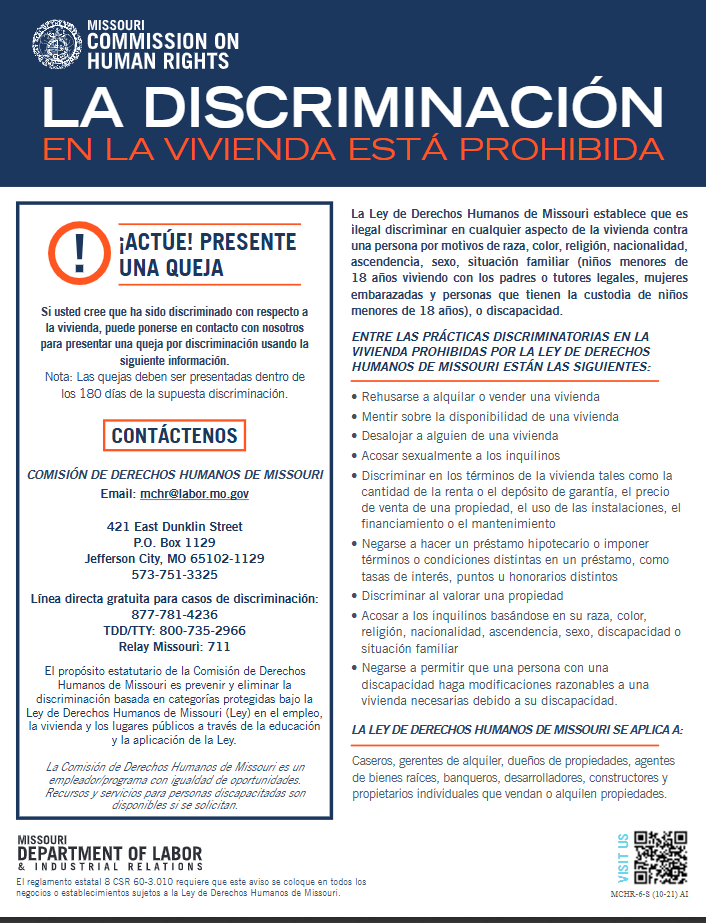 MISSOURI
COMMISSION ON
HUMAN RIGHTS
LA DISCRIMINACIÓN
EN LA VIVIENDA ESTÁ PROHIBIDA
!
¡ACTÚE! PRESENTE
UNA QUEJA
Si usted cree que ha sido discriminado con respecto a
la vivienda, puede ponerse en contacto con nosotros
para presentar una queja por discriminación usando la
siguiente información.
Nota: Las quejas deben ser presentadas dentro de
los 180 días de la supuesta discriminación.
CONTÁCTENOS
COMISIÓN DE DERECHOS HUMANOS DE MISSOURI
Email: mchr@labor.mo.gov
421 East Dunklin Street
P.O. Box 1129
Jefferson City, MO 65102-1129
573-751-3325
Línea directa gratuita para casos de discriminación:
877-781-4236
TDD/TTY: 800-735-2966
Relay Missouri: 711
El propósito estatutario de la Comisión de Derechos
Humanos de Missouri es prevenir y eliminar la
discriminación basada en categorías protegidas bajo la
Ley de Derechos Humanos de Missouri (Ley) en el empleo,
la vivienda y los lugares públicos a través de la educación
y la aplicación de la Ley.
La Comisión de Derechos Humanos de Missouri es un
empleador/programa con igualdad de oportunidades.
Recursos y servicios para personas discapacitadas son
disponibles si se solicitan.
La Ley de Derechos Humanos de Missouri establece que es
ilegal discriminar en cualquier aspecto de la vivienda contra
una persona por motivos de raza, color, religión, nacionalidad,
ascendencia, sexo, situación familiar (niños menores de
18 años viviendo con los padres o tutores legales, mujeres
embarazadas y personas que tienen la custodia de niños
menores de 18 años), o discapacidad.
ENTRE LAS PRÁCTICAS DISCRIMINATORIAS EN LA
VIVIENDA PROHIBIDAS POR LA LEY DE DERECHOS
HUMANOS DE MISSOURI ESTÁN LAS SIGUIENTES:
• Rehusarse a alquilar o vender una vivienda
• Mentir sobre la disponibilidad de una vivienda
• Desalojar a alguien de una vivienda
• Acosar sexualmente a los inquilinos
• Discriminar en los términos de la vivienda tales como la
cantidad de la renta o el depósito de garantía, el precio
de venta de una propiedad, el uso de las instalaciones, el
financiamiento o el mantenimiento
• Negarse a hacer un préstamo hipotecario o imponer
términos o condiciones distintas en un préstamo, como
tasas de interés, puntos u honorarios distintos
• Discriminar al valorar una propiedad
• Acosar a los inquilinos basándose en su raza, color,
religión, nacionalidad, ascendencia, sexo, discapacidad o
situación familiar
• Negarse a permitir que una persona con una
discapacidad haga modificaciones razonables a una
vivienda necesarias debido a su discapacidad.
LA LEY DE DERECHOS HUMANOS DE MISSOURI SE APLICA A:
Caseros, gerentes de alquiler, dueños de propiedades, agentes
de bienes raíces, banqueros, desarrolladores, constructores y
propietarios individuales que vendan o alquilen propiedades.
MISSOURI
DEPARTMENT OF LABOR
& INDUSTRIAL RELATIONS
El reglamento estatal 8 CSR 60-3.010 requiere que este aviso se coloque en todos los
negocios o establecimientos sujetos a la Ley de Derechos Humanos de Missouri.
VISIT US
MCHR-6-S (10-21) AI